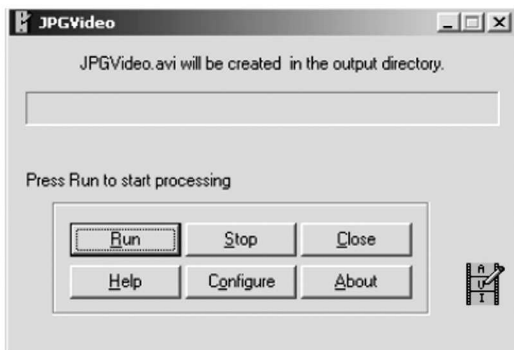 JPGVideo
JPGVideo.avi will be created in the output directory.
Press Run to start processing
Run Stop Close
Help Configure About
A
V
I